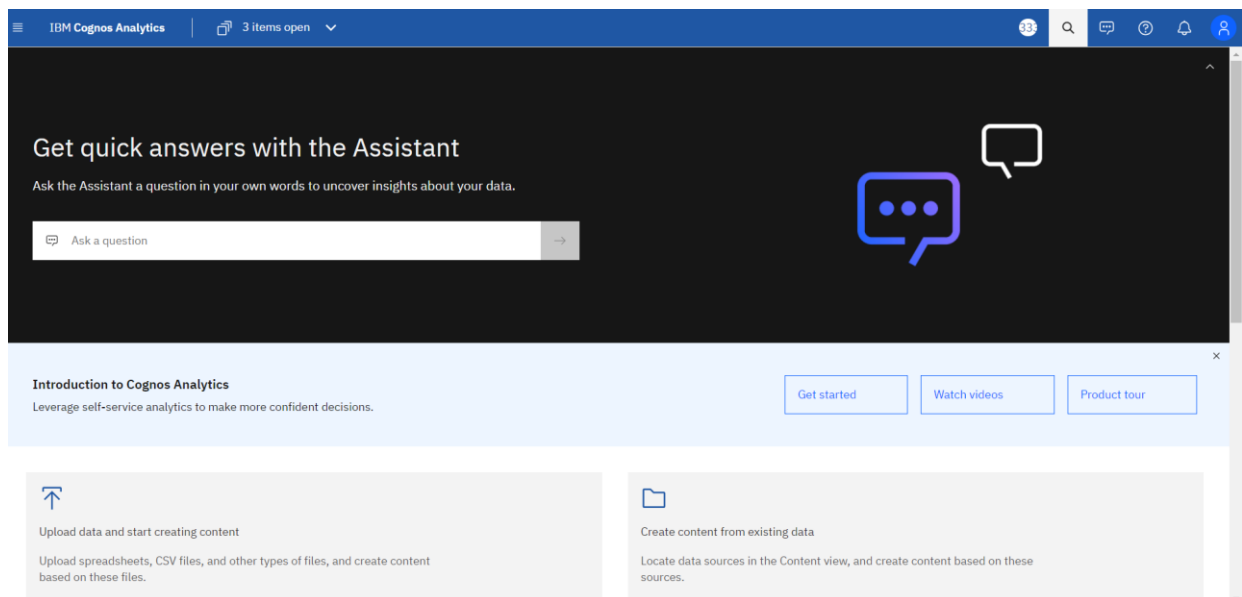 IBM Cognos Analytics
3 items open
Get quick answers with the Assistant
Ask the Assistant a question in your own words to uncover insights about your data.
Ask a question
Introduction to Cognos Analytics
Leverage self-service analytics to make more confident decisions.
Get started
Watch videos
Product tour
Upload data and start creating content
Upload spreadsheets, CSV files, and other types of files, and create content
based on these files.
Create content from existing data
Locate data sources in the Content view, and create content based on these
sources.